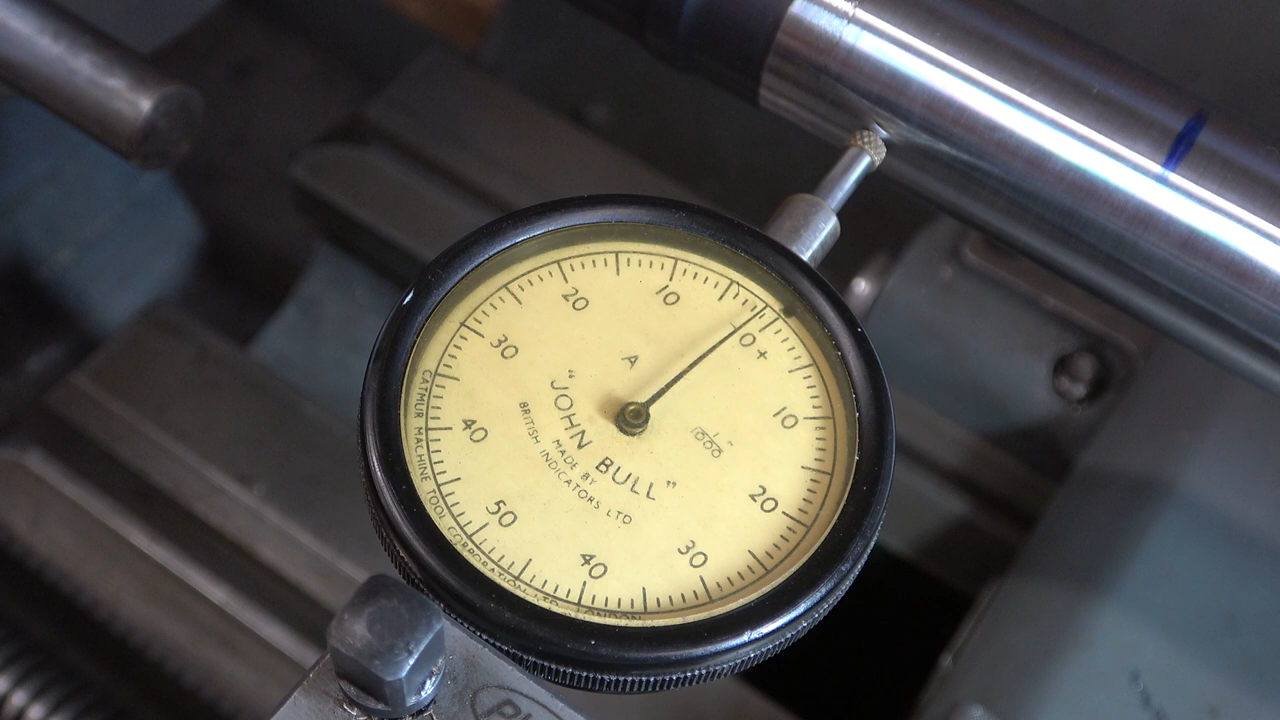 20
10
30
0 +
A
10
40
20
50
30
40
1/1000"
"JOHN BULL"
MADE BY
BRITISH INDICATORS LTD
CATMUR MACHINE TOOL CORPORATION LTD LONDON